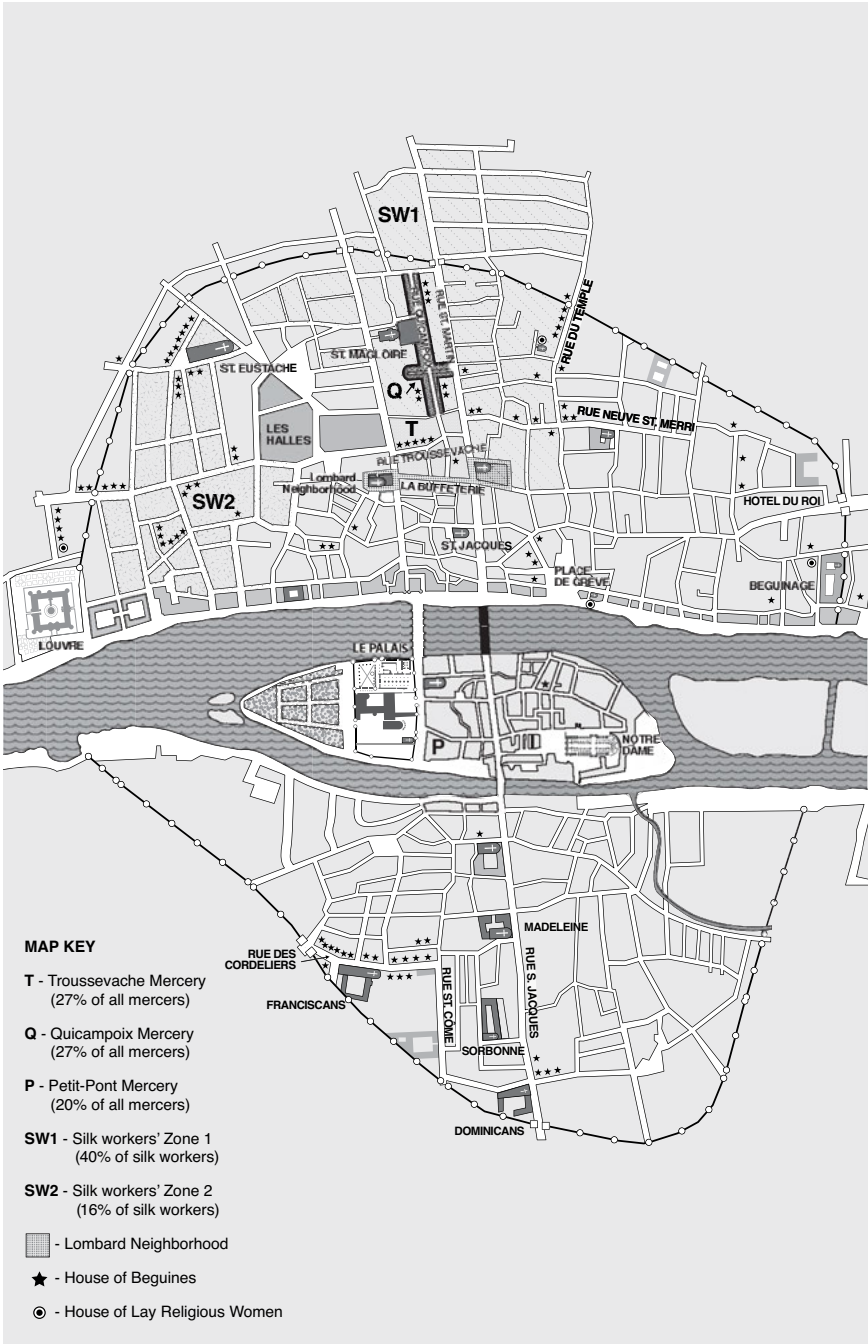 SW1
RUE DU TEMPLE
RUE QUICAMPOIX
RUE ST. MARTIN
ST. MAGLOIRE
ST. EUSTACHE
Q
T
RUE NEUVE ST. MERRI
LES
HALLES
RUE TROUSSEVACHE
Lombard
Neighborhood
LA BUFFETERIE
SW2
HOTEL DU ROI
ST. JACQUES
PLACE
DE GRÈVE
BEGUINAGE
LOUVRE
LE PALAIS
P
NOTRE
DAME
MADELEINE
RUE DES
CORDELIERS
FRANCISCANS
RUE ST. CÔME
RUE S. JACQUES
SORBONNE
DOMINICANS
MAP KEY
T - Troussevache Mercery
(27% of all mercers)
Q - Quicampoix Mercery
(27% of all mercers)
P - Petit-Pont Mercery
(20% of all mercers)
SW1 - Silk workers' Zone 1
(40% of silk workers)
SW2 - Silk workers' Zone 2
(16% of silk workers)
- Lombard Neighborhood
- House of Beguines
- House of Lay Religious Women